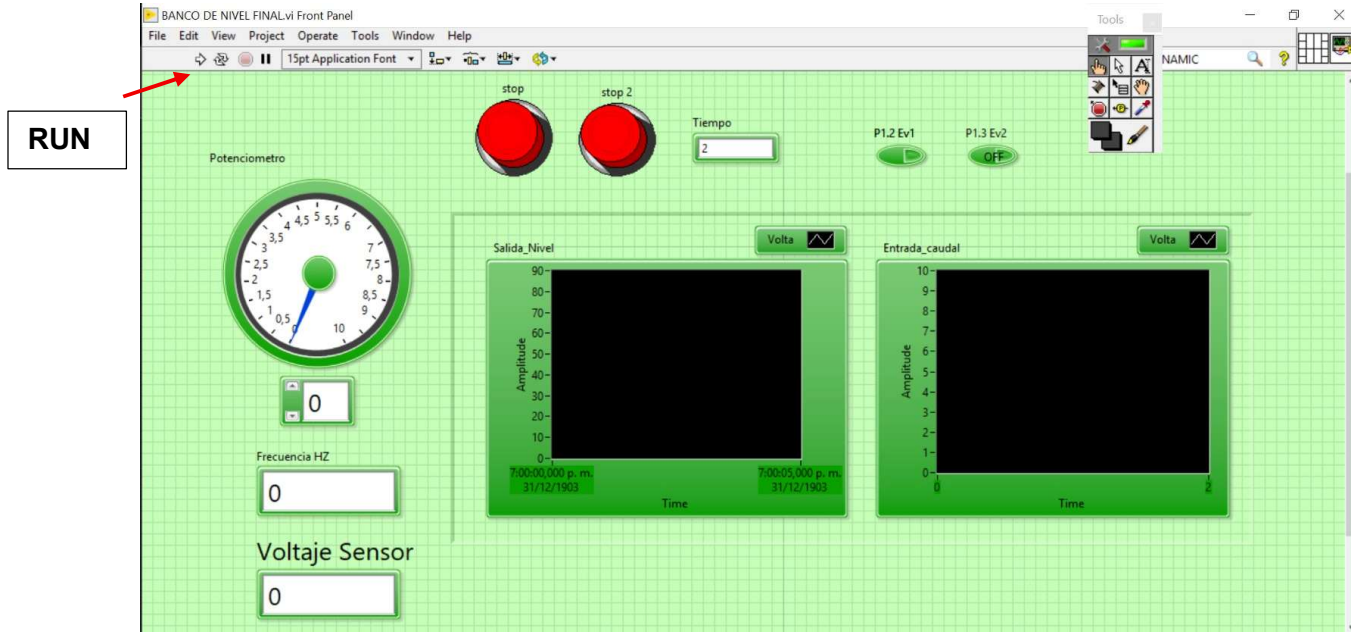 BANCO DE NIVEL FINAL.vi Front Panel
File Edit View Project Operate Tools Window Help
15pt Application Font
Tools
NAMIC
RUN
stop
stop 2
Tiempo
2
P1.2 Ev1
P1.3 Ev2
OFF
Potenciometro
0
0,5
1
1,5
2
2,5
3
3,5
4
4,5
5
5,5
6
7
7,5
8
8,5
9
10
0
Frecuencia HZ
0
Voltaje Sensor
0
Salida_Nivel
Volta
Amplitude
90
80
70
60
50
40
30
20
10
0
7:00:00,000 p. m.
31/12/1903
7:00:05,000 p. m.
31/12/1903
Time
Entrada_caudal
Volta
Amplitude
10
9
8
7
6
5
4
3
2
1
0
0
2
Time